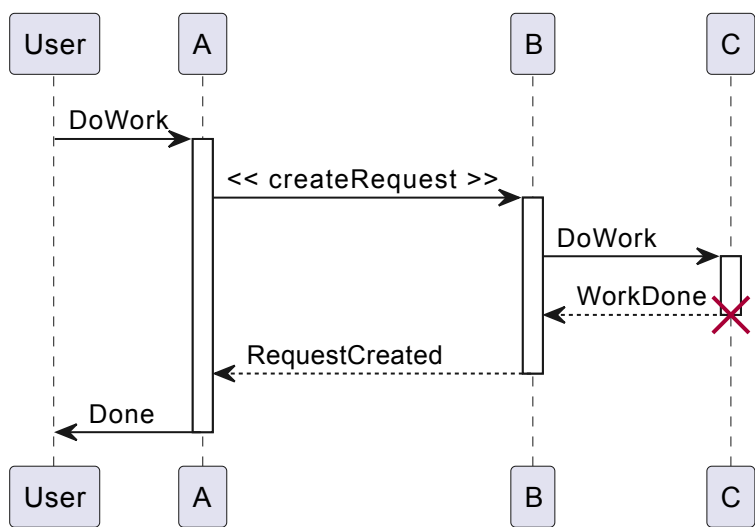 User A B C
DoWork
<< createRequest >>
DoWork
WorkDone
RequestCreated
Done
User A B C